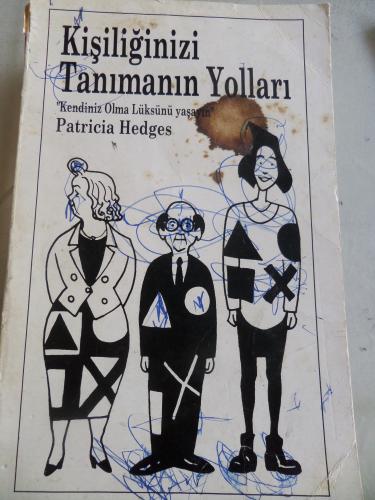 Kişiliğinizi
Tanımanın Yolları
"Kendiniz Olma Lüksünü yaşayın"
Patricia Hedges